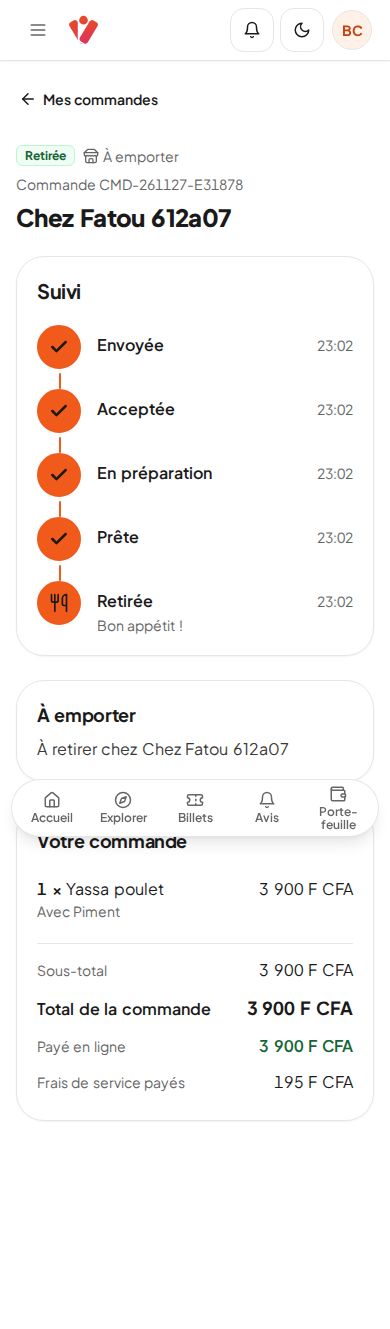 BC
Mes commandes
Retirée À emporter
Commande CMD-261127-E31878
Chez Fatou 612a07
Suivi
Envoyée 23:02
Acceptée 23:02
En préparation 23:02
Prête 23:02
Retirée 23:02
Bon appétit !
À emporter
À retirer chez Chez Fatou 612a07
Accueil Explorer Billets Avis Porte-
feuille
Votre commande
1 × Yassa poulet 3 900 F CFA
Avec Piment
Sous-total 3 900 F CFA
Total de la commande 3 900 F CFA
Payé en ligne 3 900 F CFA
Frais de service payés 195 F CFA